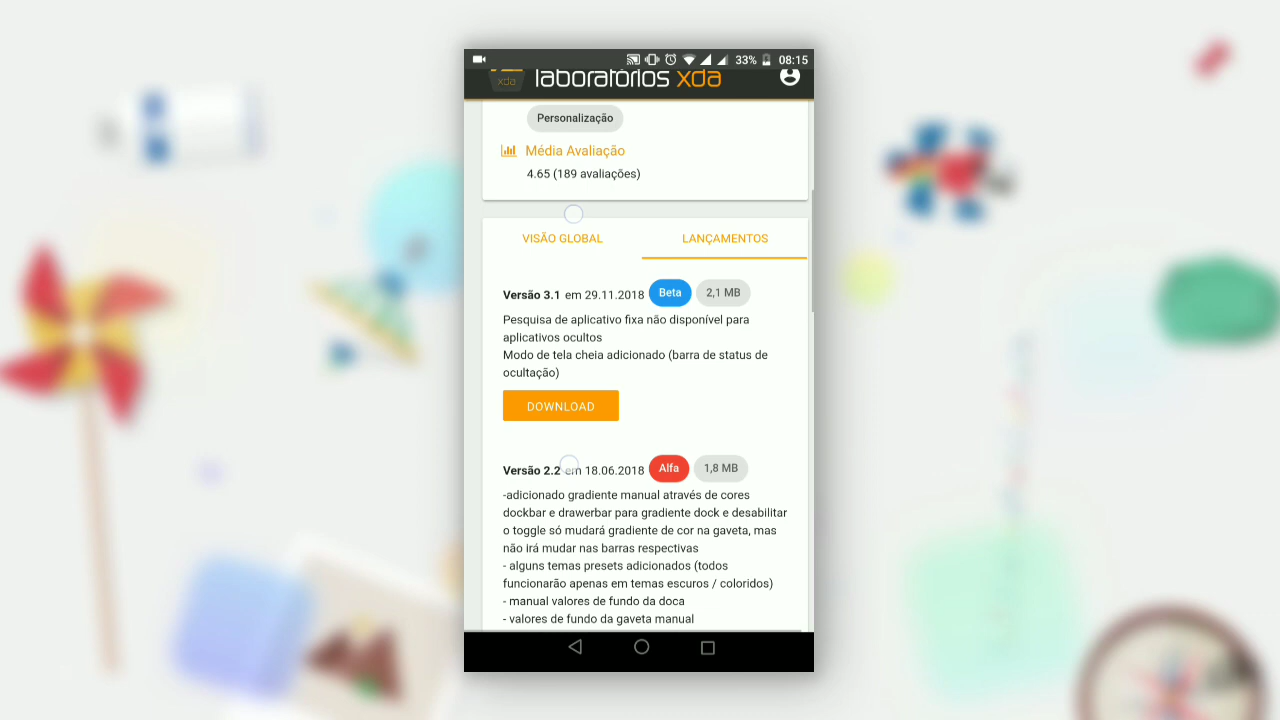 33% 08:15
xda laboratórios xda
Personalização
Média Avaliação
4.65 (189 avaliações)
VISÃO GLOBAL LANÇAMENTOS
Versão 3.1 em 29.11.2018 Beta 2,1 MB
Pesquisa de aplicativo fixa não disponível para
aplicativos ocultos
Modo de tela cheia adicionado (barra de status de
ocultação)
DOWNLOAD
Versão 2.2 em 18.06.2018 Alfa 1,8 MB
-adicionado gradiente manual através de cores
dockbar e drawerbar para gradiente dock e desabilitar
o toggle só mudará gradiente de cor na gaveta, mas
não irá mudar nas barras respectivas
- alguns temas presets adicionados (todos
funcionarão apenas em temas escuros / coloridos)
- manual valores de fundo da doca
- valores de fundo da gaveta manual